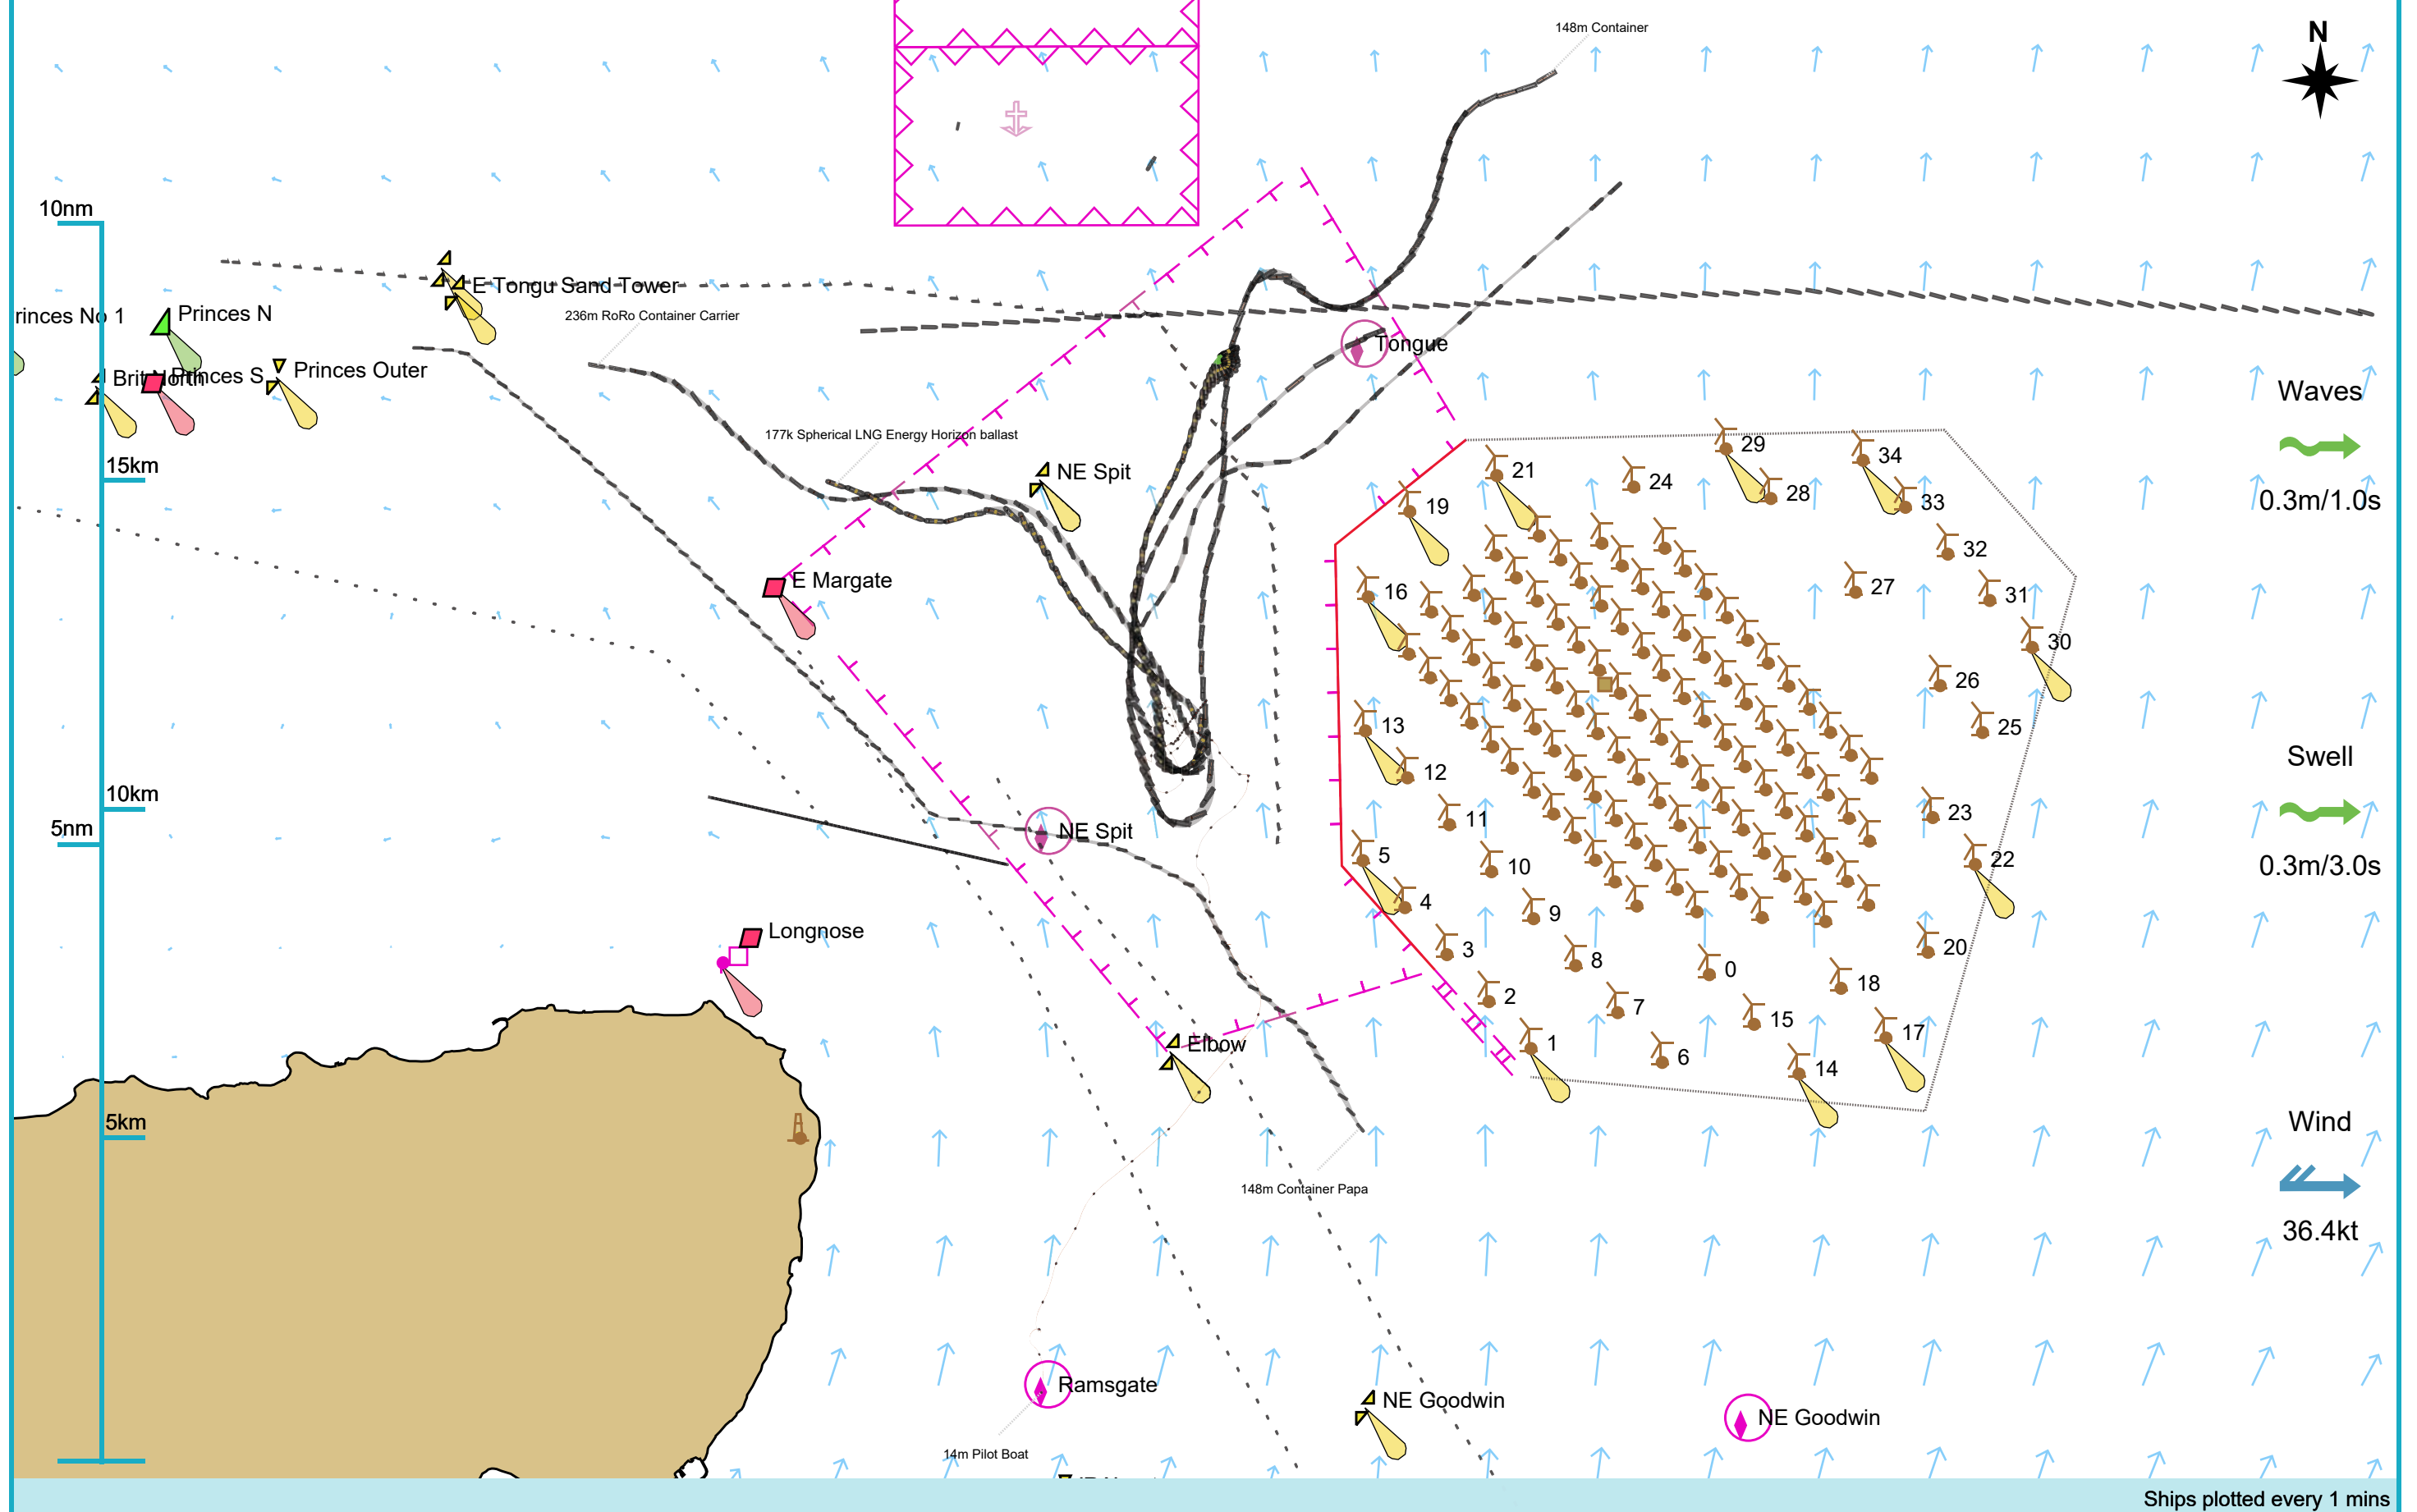 148m Container
N
10nm
E Tongu Sand Tower
rinces No 1
Princes N
236m RoRo Container Carrier
Tongue
Princes S
Princes Outer
Waves
0.3m/1.0s
177k Spherical LNG Energy Horizon ballast
15km
NE Spit
29
34
21
24
28
33
19
32
E Margate
16
27
31
30
26
13
25
12
Swell
0.3m/3.0s
10km
5nm
NE Spit
11
23
5
10
22
4
9
Longnose
3
8
0
20
2
7
18
15
17
Elbow
1
6
14
5km
Wind
36.4kt
148m Container Papa
Ramsgate
NE Goodwin
NE Goodwin
14m Pilot Boat
Ships plotted every 1 mins